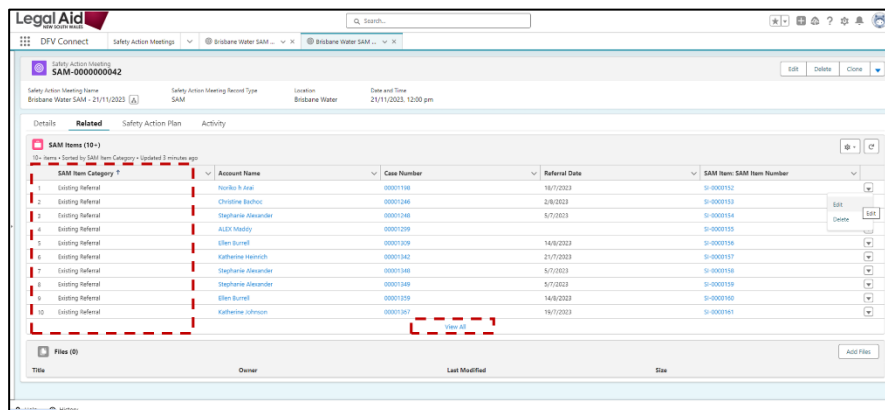 Legal Aid
NEW SOUTH WALES
Search...
DFV Connect Safety Action Meetings Brisbane Water SAM ... Brisbane Water SAM ...
Safety Action Meeting
SAM-0000000042
Edit Delete Clone
Safety Action Meeting Name Safety Action Meeting Record Type Location Date and Time
Brisbane Water SAM - 21/11/2023 SAM Brisbane Water 21/11/2023, 12:00 pm
Details Related Safety Action Plan Activity
SAM Items (10+)
10+ items • Sorted by SAM Item Category • Updated 3 minutes ago
SAM Item Category ↑ Account Name Case Number Referral Date SAM Item: SAM Item Number
1 Existing Referral Noriko h Arai 00001198 18/7/2023 SI-0000152
2 Existing Referral Christine Bachoc 00001246 2/8/2023 SI-0000153
3 Existing Referral Stephanie Alexander 00001248 5/7/2023 SI-0000154
4 Existing Referral ALEX Maddy 00001299 SI-0000155
5 Existing Referral Ellen Burrell 00001309 14/8/2023 SI-0000156
6 Existing Referral Katherine Heinrich 00001342 21/7/2023 SI-0000157
7 Existing Referral Stephanie Alexander 00001348 5/7/2023 SI-0000158
8 Existing Referral Stephanie Alexander 00001349 5/7/2023 SI-0000159
9 Existing Referral Ellen Burrell 00001359 14/8/2023 SI-0000160
10 Existing Referral Katherine Johnson 00001367 19/7/2023 SI-0000161
Edit
Delete
Edit
View All
Files (0)
Add Files
Title Owner Last Modified Size
History